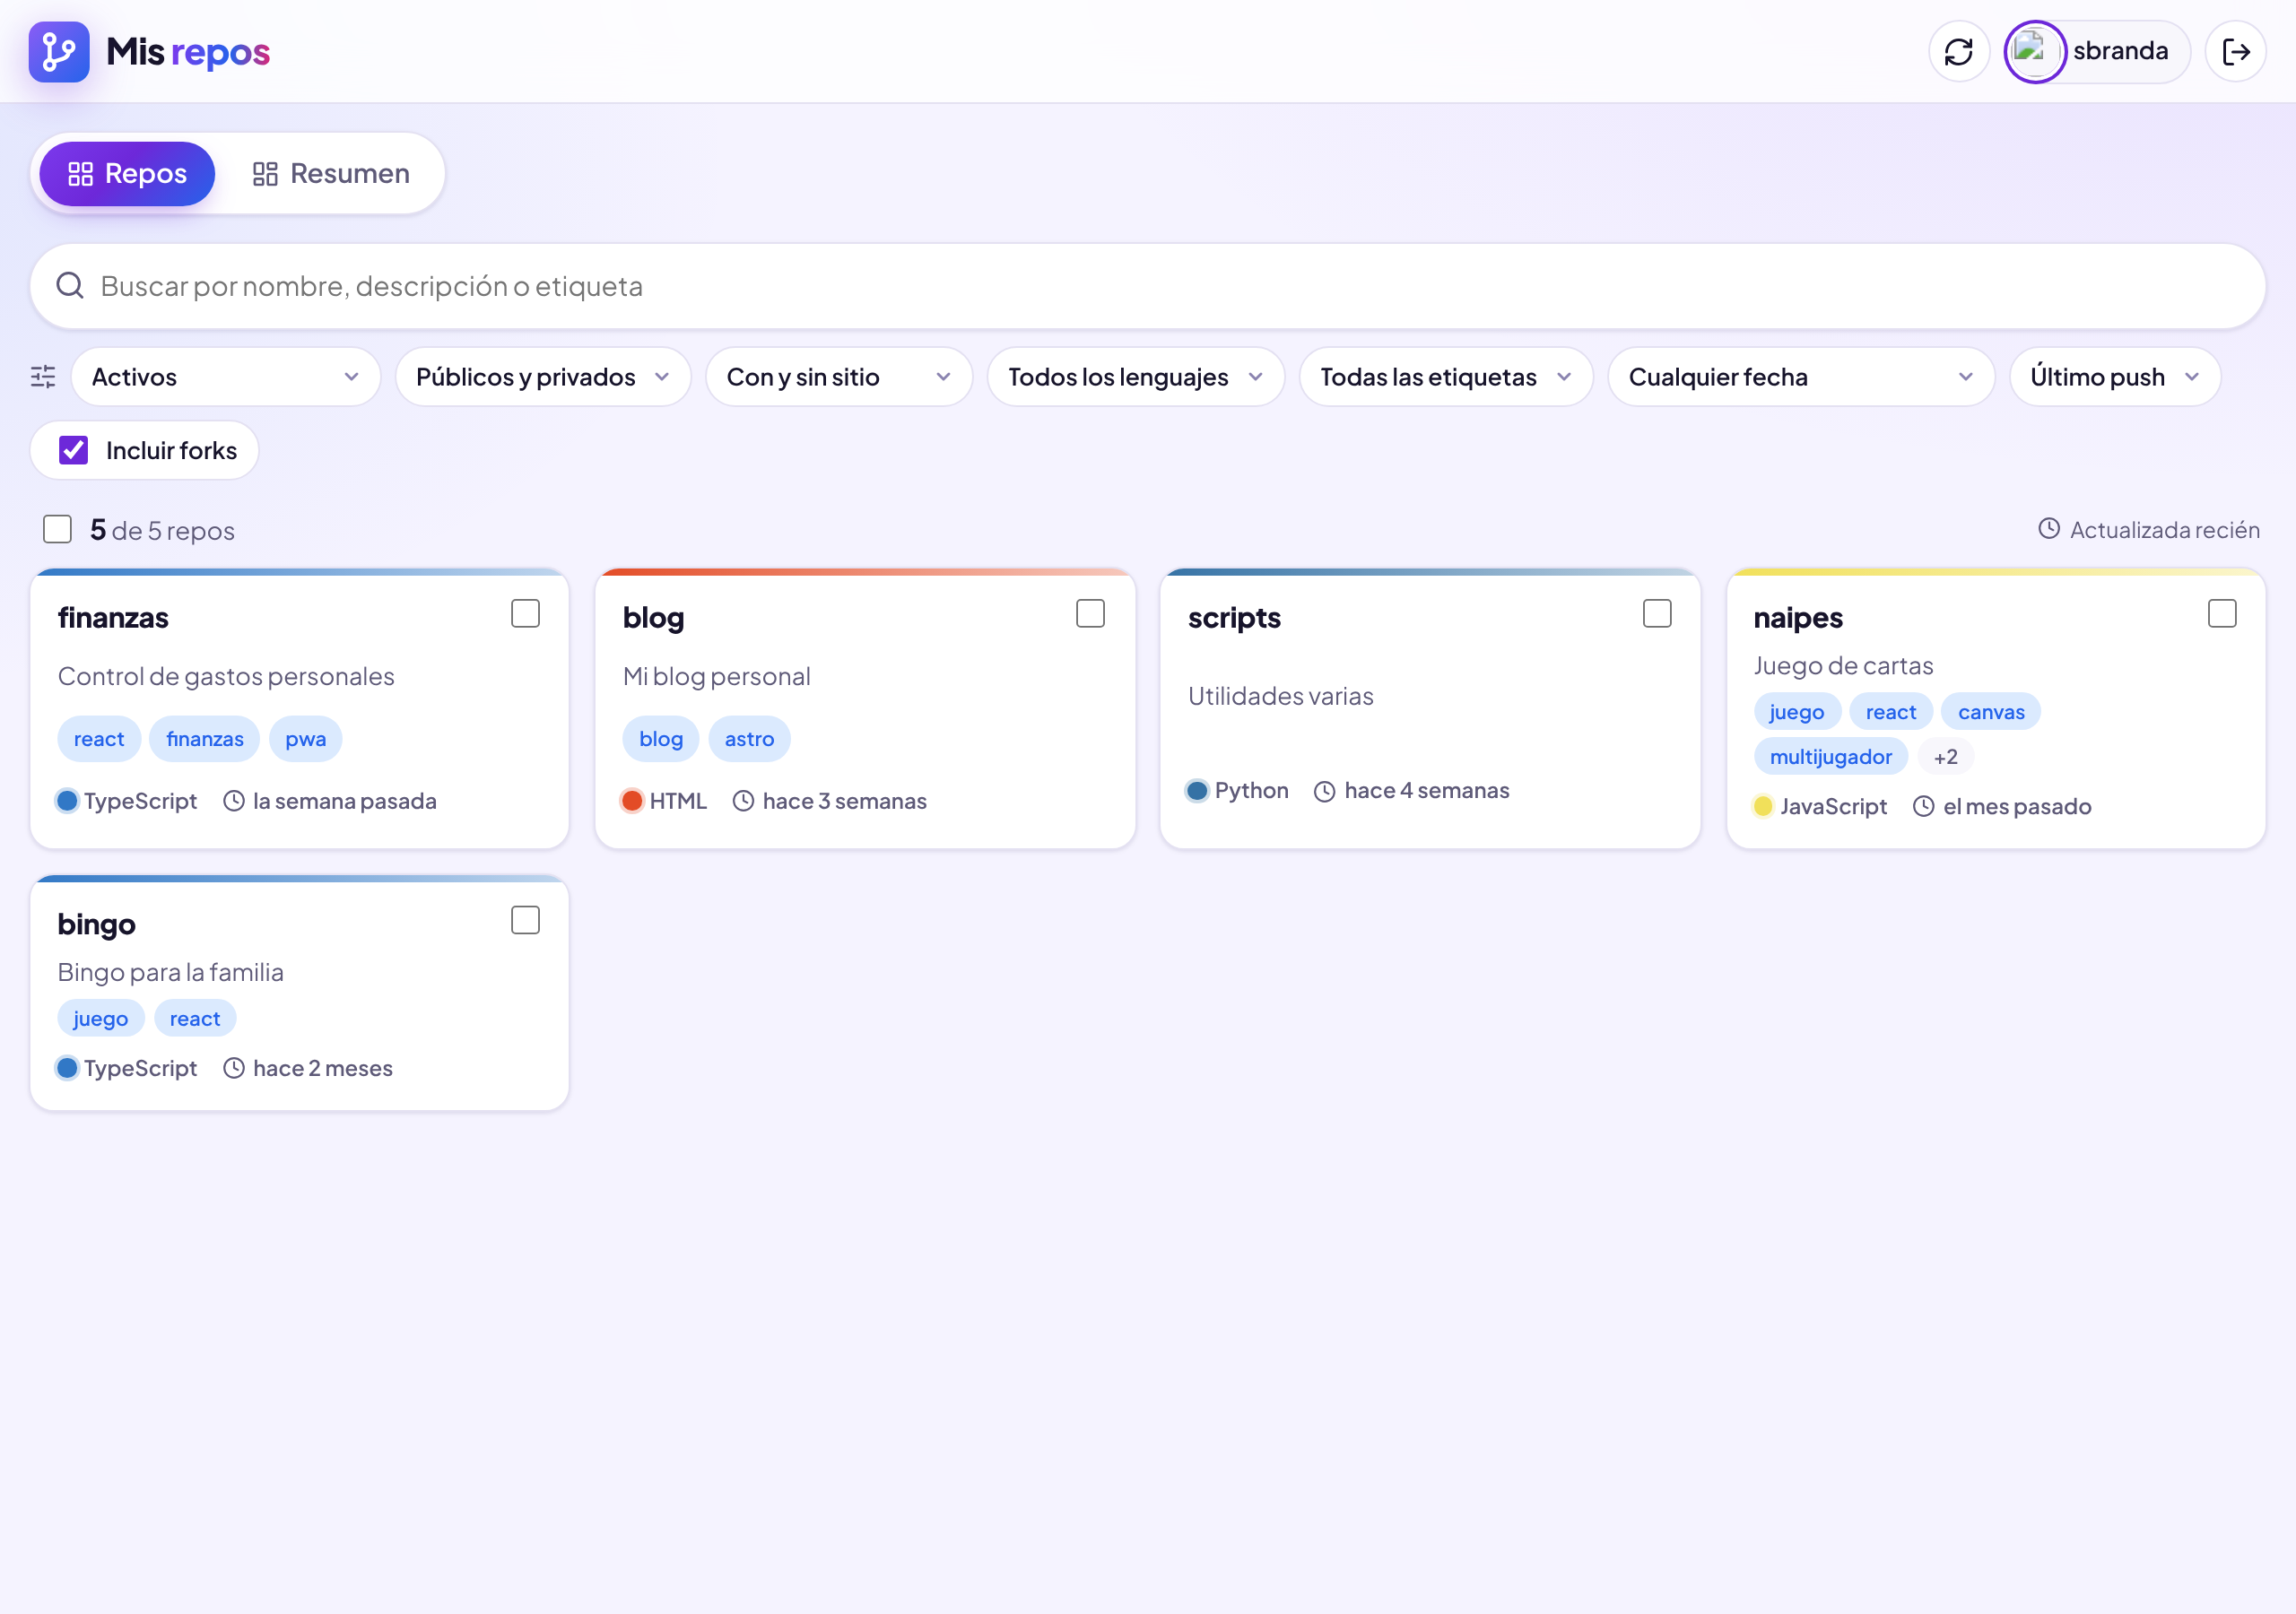 Mis repos
sbranda
Repos
Resumen
Buscar por nombre, descripción o etiqueta
Activos
Públicos y privados
Con y sin sitio
Todos los lenguajes
Todas las etiquetas
Cualquier fecha
Último push
Incluir forks
5 de 5 repos
Actualizada recién
finanzas
Control de gastos personales
react finanzas pwa
TypeScript la semana pasada
blog
Mi blog personal
blog astro
HTML hace 3 semanas
scripts
Utilidades varias
Python hace 4 semanas
naipes
Juego de cartas
juego react canvas
multijugador +2
JavaScript el mes pasado
bingo
Bingo para la familia
juego react
TypeScript hace 2 meses